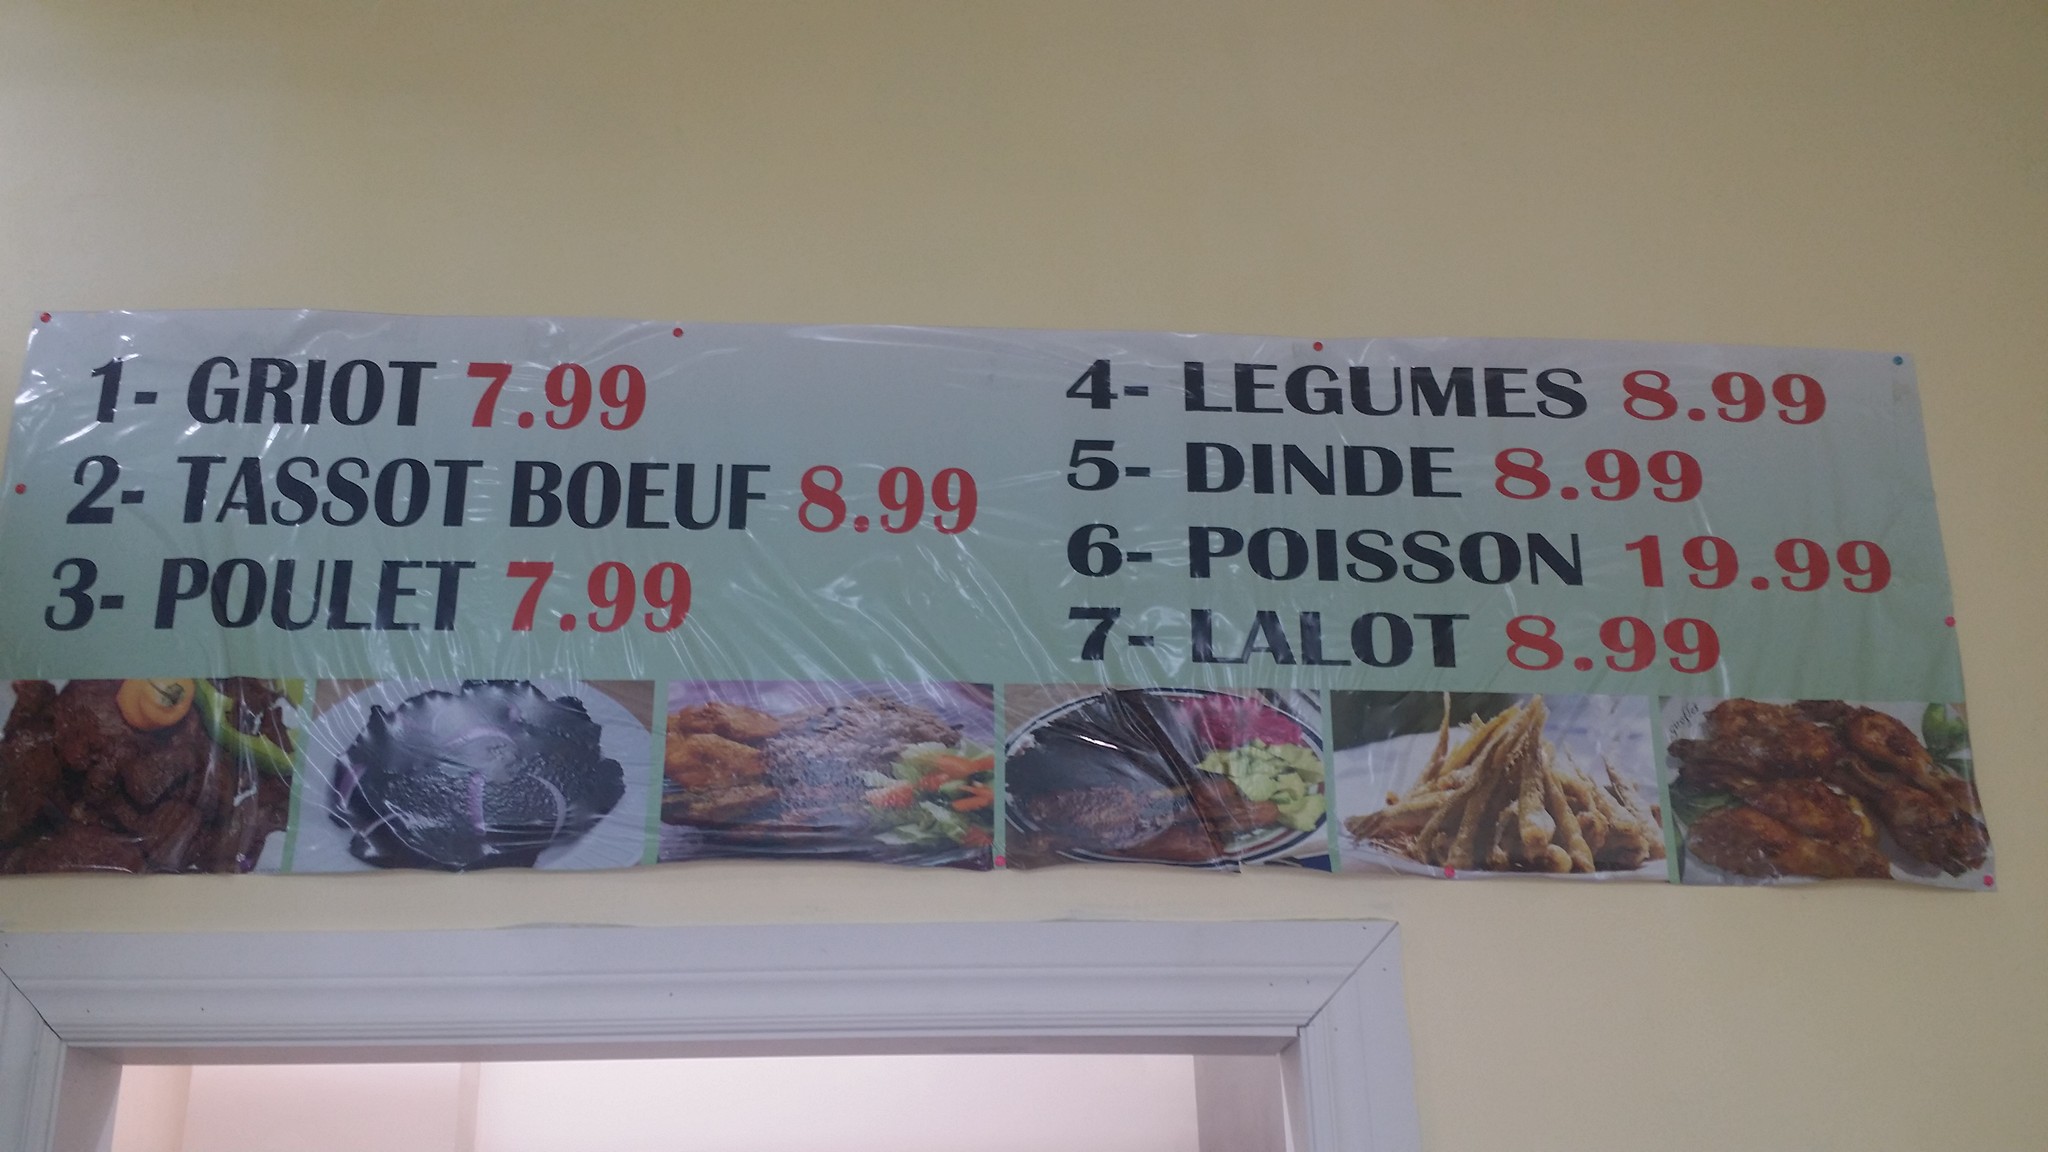 1- GRIOT 7.99
2- TASSOT BOEUF 8.99
3- POULET 7.99
4- LEGUMES 8.99
5- DINDE 8.99
6- POISSON 19.99
7- LALOT 8.99